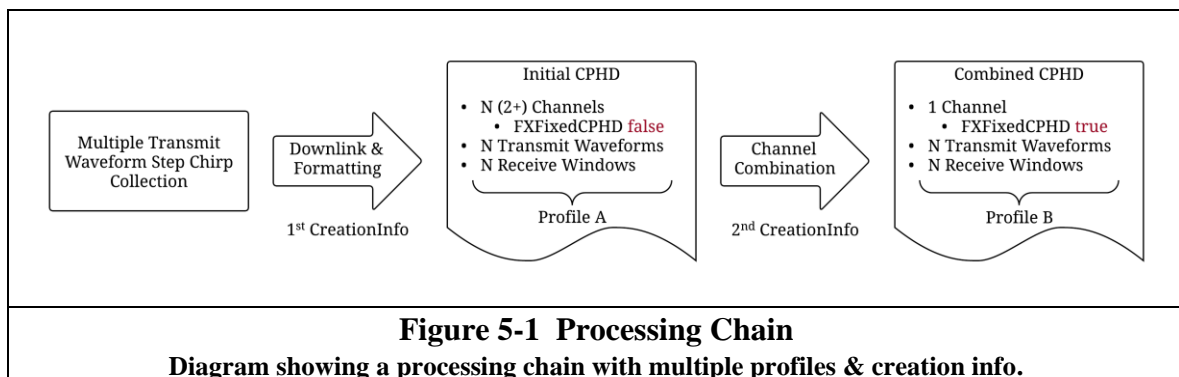 Multiple Transmit
Waveform Step Chirp
Collection
Downlink &
Formatting
1st CreationInfo
Initial CPHD
• N (2+) Channels
• FXFixedCPHD false
• N Transmit Waveforms
• N Receive Windows
Profile A
Channel
Combination
2nd CreationInfo
Combined CPHD
• 1 Channel
• FXFixedCPHD true
• N Transmit Waveforms
• N Receive Windows
Profile B
Figure 5-1 Processing Chain
Diagram showing a processing chain with multiple profiles & creation info.